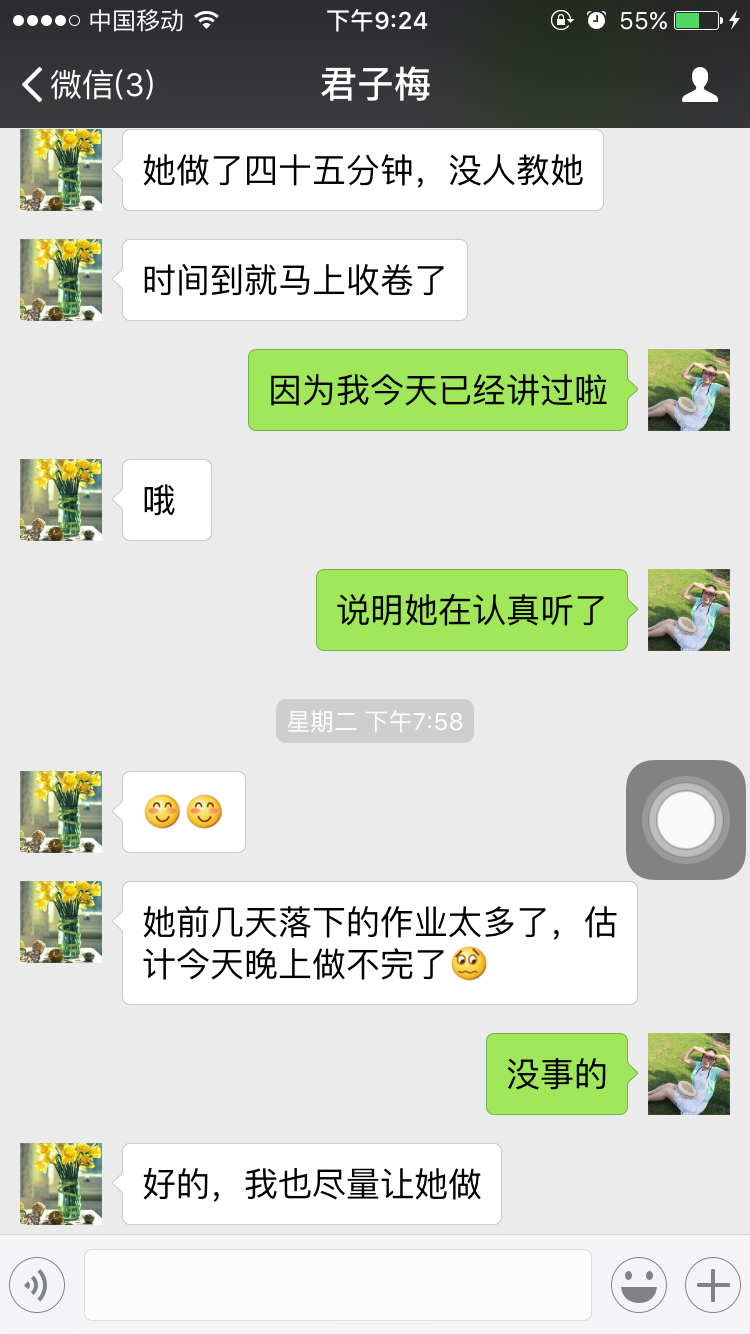 中国移动 下午9:24 55%
微信(3) 君子梅
她做了四十五分钟，没人教她
时间到就马上收卷了
因为我今天已经讲过啦
哦
说明她在认真听了
星期二 下午7:58
😊😊
她前几天落下的作业太多了，估
计今天晚上做不完了😖
没事的
好的，我也尽量让她做